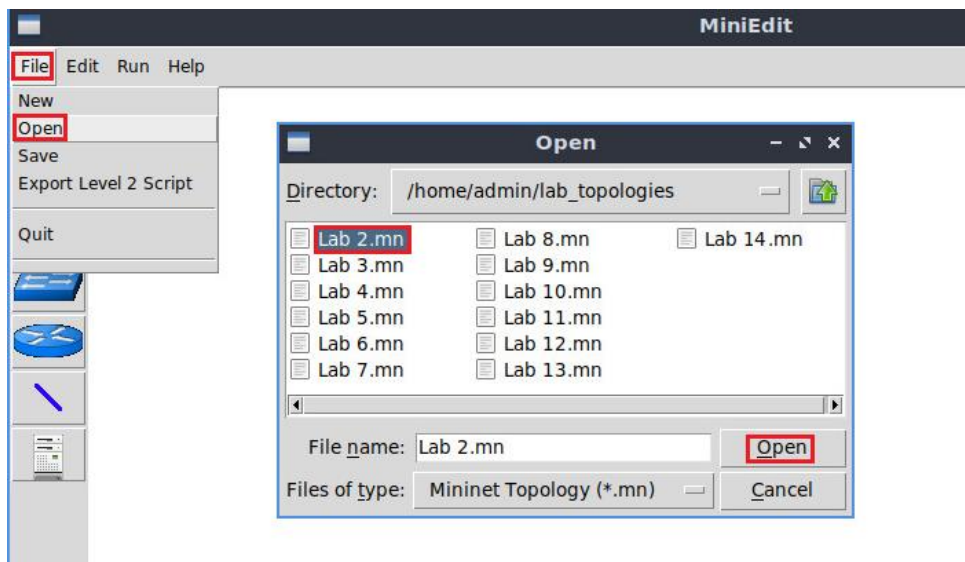 MiniEdit
File Edit Run Help
New
Open
Save
Export Level 2 Script
Quit
Open
Directory: /home/admin/lab_topologies
Lab 2.mn Lab 8.mn Lab 14.mn
Lab 3.mn Lab 9.mn
Lab 4.mn Lab 10.mn
Lab 5.mn Lab 11.mn
Lab 6.mn Lab 12.mn
Lab 7.mn Lab 13.mn
File name: Lab 2.mn Open
Files of type: Mininet Topology (*.mn) Cancel